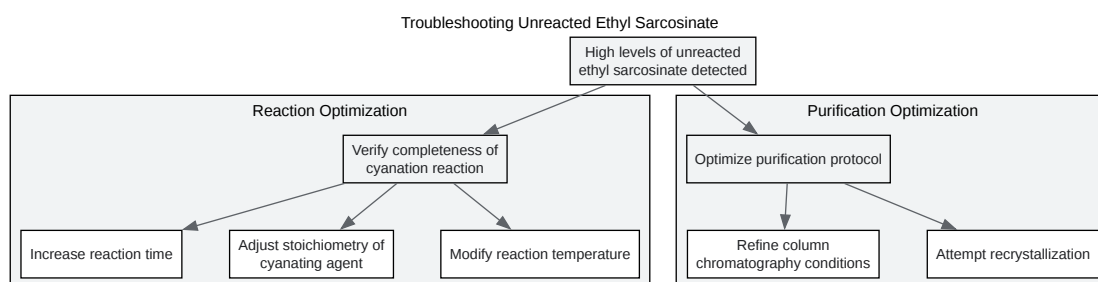 Troubleshooting Unreacted Ethyl Sarcosinate
High levels of unreacted
ethyl sarcosinate detected
Reaction Optimization
Purification Optimization
Verify completeness of
cyanation reaction
Optimize purification protocol
Increase reaction time
Adjust stoichiometry of
cyanating agent
Modify reaction temperature
Refine column
chromatography conditions
Attempt recrystallization